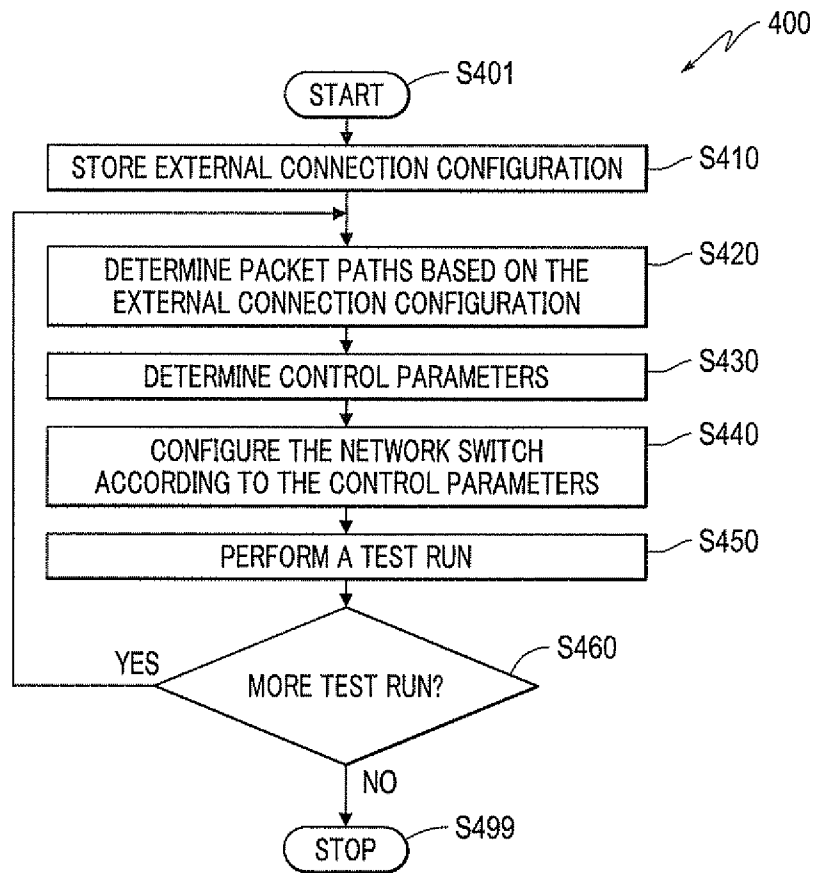 400
START
S401
STORE EXTERNAL CONNECTION CONFIGURATION
S410
DETERMINE PACKET PATHS BASED ON THE
EXTERNAL CONNECTION CONFIGURATION
S420
DETERMINE CONTROL PARAMETERS
S430
CONFIGURE THE NETWORK SWITCH
ACCORDING TO THE CONTROL PARAMETERS
S440
PERFORM A TEST RUN
S450
YES
MORE TEST RUN?
S460
NO
STOP
S499